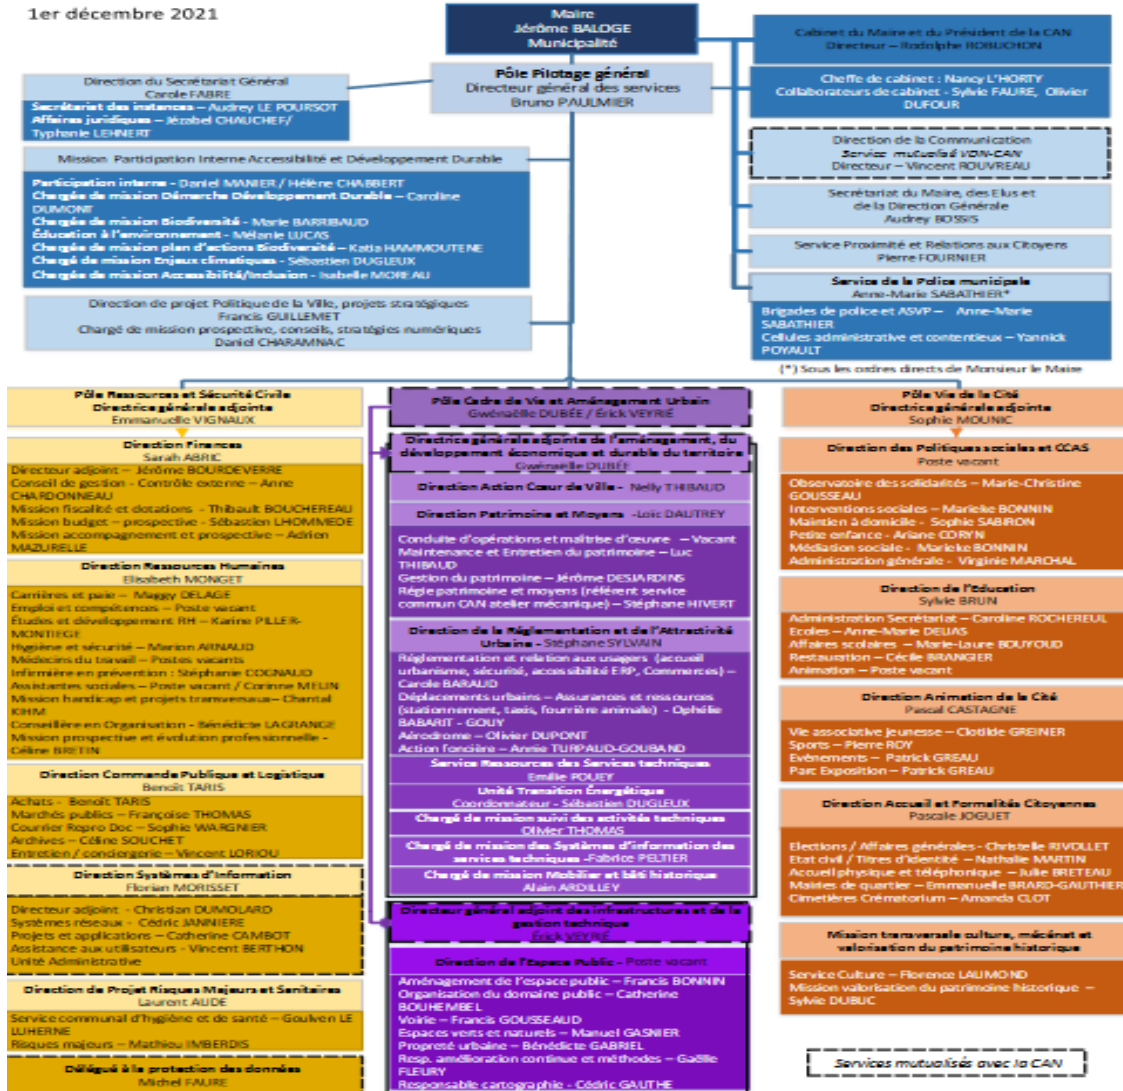 1er décembre 2021
Maire
Jérôme BALOGE
Municipalité
Cabinet du Maire et du Président de la CAN
Directeur – Rodolphe ROBUCHON
Cheffe de cabinet : Nancy L'HORTY
Collaborateurs de cabinet - Sylvie FAURE, Olivier
DUFOUR
Pôle Pilotage général
Directeur général des services
Bruno PAULMIER
Direction du Secrétariat Général
Carole FABRE
Secrétariat des instances – Audrey LE POURSOT
Affaires juridiques – Jézabel CHAUCHEF/
Typhanie LEHNERT
Direction de la Communication
Service mutualisé VDN-CAN
Directeur – Vincent ROUVREAU
Mission Participation Interne Accessibilité et Développement Durable
Participation interne - Daniel MANIER / Hélène CHABBERT
Chargée de mission Démarche Développement Durable – Caroline
DUMONT
Chargée de mission Biodiversité - Marie BARRIBAUD
Éducation à l'environnement - Mélanie LUCAS
Chargée de mission plan d'actions Biodiversité – Katia HAMMOUTENE
Chargé de mission Enjeux climatiques – Sébastien DUGLEUX
Chargée de mission Accessibilité/Inclusion - Isabelle MOREAU
Secrétariat du Maire, des Elus et
de la Direction Générale
Audrey BOSSIS
Service Proximité et Relations aux Citoyens
Pierre FOURNIER
Service de la Police municipale
Anne-Marie SABATHIER*
Brigades de police et ASVP – Anne-Marie
SABATHIER
Cellules administrative et contentieux – Yannick
POYAULT
(*) Sous les ordres directs de Monsieur le Maire
Direction de projet Politique de la Ville, projets stratégiques
Francis GUILLEMET
Chargé de mission prospective, conseils, stratégies numériques
Daniel CHARAMNAC
Pôle Ressources et Sécurité Civile
Directrice générale adjointe
Emmanuelle VIGNAUX
Direction Finances
Sarah ABRIC
Directeur adjoint – Jérôme BOURDEVERRE
Conseil de gestion - Contrôle externe – Anne
CHARDONNEAU
Mission fiscalité et dotations - Thibault BOUCHEREAU
Mission budget – prospective - Sébastien LHOMMEDE
Mission accompagnement et prospective – Adrien
MAZURELLE
Direction Ressources Humaines
Elisabeth MONGET
Carrières et paie – Maggy DELAGE
Emploi et compétences – Poste vacant
Études et développement RH – Karine PILLER-
MONTIEGE
Hygiène et sécurité – Marion ARNAUD
Médecins du travail – Postes vacants
Infirmière en prévention : Stéphanie COGNAUD
Assistantes sociales – Poste vacant / Corinne MELIN
Mission handicap et projets transversaux– Chantal
KIHM
Conseillère en Organisation - Bénédicte LAGRANGE
Mission prospective et évolution professionnelle -
Céline BRETIN
Direction Commande Publique et Logistique
Benoît TARIS
Achats - Benoît TARIS
Marchés publics – Françoise THOMAS
Courrier Repro Doc – Sophie WARGNIER
Archives – Céline SOUCHET
Entretien / conciergerie – Vincent LORIOU
Direction Systèmes d'Information
Florian MORISSET
Directeur adjoint - Christian DUMOLARD
Systèmes réseaux - Cédric JANNIERE
Projets et applications – Catherine CAMBOT
Assistance aux utilisateurs - Vincent BERTHON
Unité Administrative
Direction de Projet Risques Majeurs et Sanitaires
Laurent AUDE
Service communal d'hygiène et de santé – Goulven LE
LUHERNE
Risques majeurs – Mathieu IMBERDIS
Délégué à la protection des données
Michel FAURE
Pôle Cadre de Vie et Aménagement Urbain
Gwénaëlle DUBÉE / Érick VEYRIÉ
Directrice générale adjointe de l'aménagement, du
développement économique et durable du territoire
Gwénaëlle DUBÉE
Direction Action Cœur de Ville - Nelly THIBAUD
Direction Patrimoine et Moyens -Loïc DAUTREY
Conduite d'opérations et maîtrise d'œuvre – Vacant
Maintenance et Entretien du patrimoine – Luc
THIBAUD
Gestion du patrimoine – Jérôme DESJARDINS
Régie patrimoine et moyens (référent service
commun CAN atelier mécanique) – Stéphane HIVERT
Direction de la Réglementation et de l'Attractivité
Urbaine - Stéphane SYLVAIN
Réglementation et relation aux usagers (accueil
urbanisme, sécurité, accessibilité ERP, Commerces) –
Carole BARAUD
Déplacements urbains – Assurances et ressources
(stationnement, taxis, fourrière animale) - Ophélie
BABARIT - GOUY
Aérodrome – Olivier DUPONT
Action foncière – Annie TURPAUD-GOUBAND
Service Ressources des Services techniques
Emilie POUEY
Unité Transition Énergétique
Coordonnateur - Sébastien DUGLEUX
Chargé de mission suivi des activités techniques
Olivier THOMAS
Chargé de mission des Systèmes d'information des
services techniques -Fabrice PELTIER
Chargé de mission Mobilier et bâti historique
Alain ARDILLEY
Directeur général adjoint des infrastructures et de la
gestion technique
Érick VEYRIÉ
Direction de l'Espace Public - Poste vacant
Aménagement de l'espace public – Francis BONNIN
Organisation du domaine public – Catherine
BOUHEMBEL
Voirie – Francis GOUSSEAUD
Espaces verts et naturels – Manuel GASNIER
Propreté urbaine – Bénédicte GABRIEL
Resp. amélioration continue et méthodes – Gaëlle
FLEURY
Responsable cartographie - Cédric GAUTHE
Pôle Vie de la Cité
Directrice générale adjointe
Sophie MOUNIC
Direction des Politiques sociales et CCAS
Poste vacant
Observatoire des solidarités – Marie-Christine
GOUSSEAU
Interventions sociales – Marieke BONNIN
Maintien à domicile - Sophie SABIRON
Petite enfance - Ariane CORYN
Médiation sociale - Marieke BONNIN
Administration générale - Virginie MARCHAL
Direction de l'Education
Sylvie BRUN
Administration Secrétariat – Caroline ROCHEREUL
Ecoles – Anne-Marie DELIAS
Affaires scolaires – Marie-Laure BOUYOUD
Restauration – Cécile BRANGIER
Animation – Poste vacant
Direction Animation de la Cité
Pascal CASTAGNE
Vie associative jeunesse – Clotilde GREINER
Sports – Pierre ROY
Evènements – Patrick GREAU
Parc Exposition – Patrick GREAU
Direction Accueil et Formalités Citoyennes
Pascale JOGUET
Elections / Affaires générales - Christelle RIVOLLET
Etat civil / Titres d'identité – Nathalie MARTIN
Accueil physique et téléphonique – Julie BRETEAU
Mairies de quartier – Emmanuelle BRARD-GAUTHIER
Cimetières Crématorium – Amanda CLOT
Mission transversale culture, mécénat et
valorisation du patrimoine historique
Service Culture – Florence LAUMOND
Mission valorisation du patrimoine historique –
Sylvie DUBUC
Services mutualisés avec la CAN